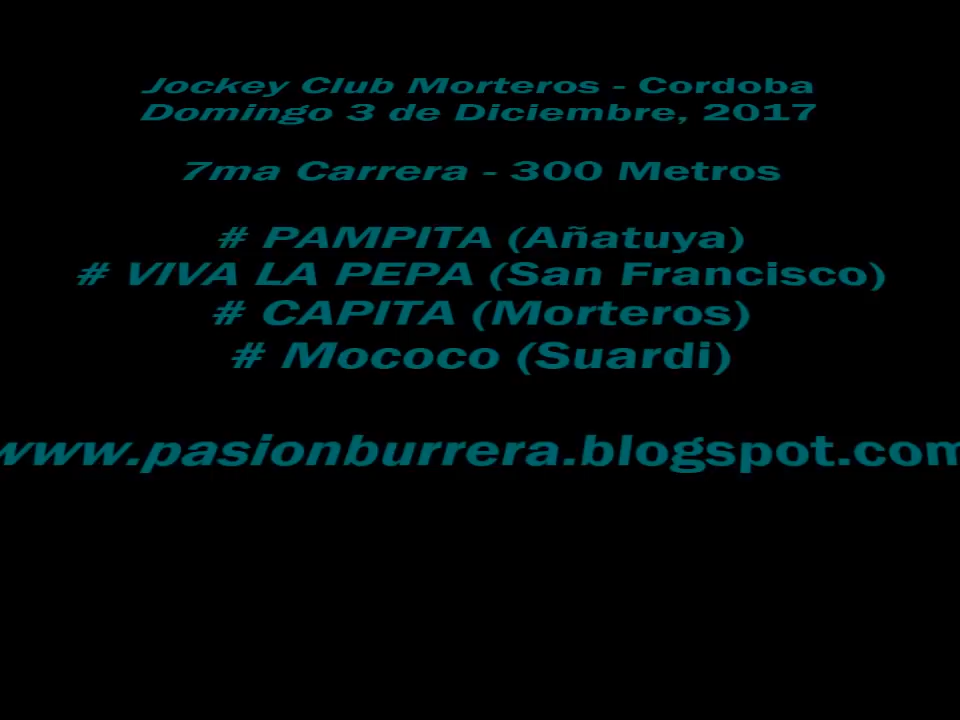 Jockey Club Morteros - Cordoba
Domingo 3 de Diciembre, 2017
7ma Carrera - 300 Metros
# PAMPITA (Añatuya)
# VIVA LA PEPA (San Francisco)
# CAPITA (Morteros)
# Mococo (Suardi)
www.pasionburrera.blogspot.com